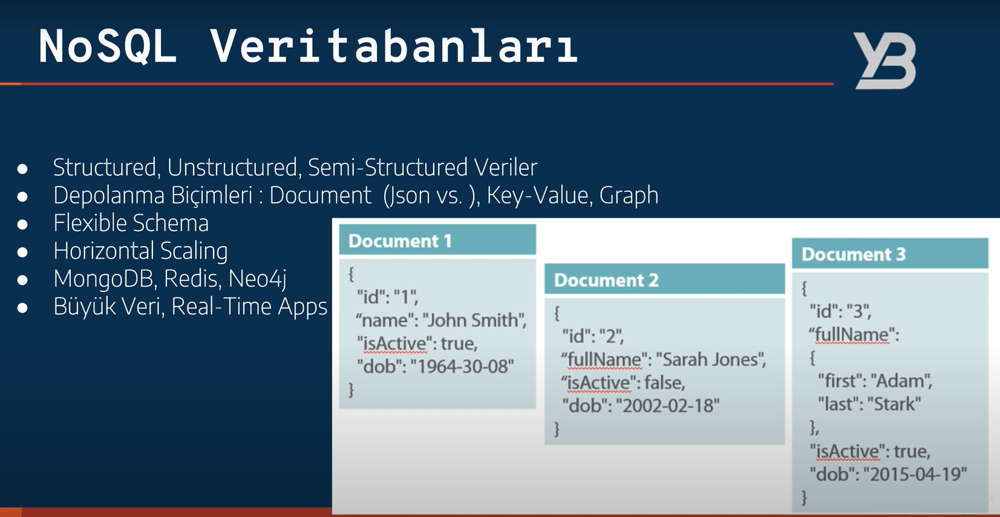 NoSQL Veritabanları
YB
● Structured, Unstructured, Semi-Structured Veriler
● Depolanma Biçimleri : Document (Json vs. ), Key-Value, Graph
● Flexible Schema
● Horizontal Scaling
● MongoDB, Redis, Neo4j
● Büyük Veri, Real-Time Apps
Document 1
{
"id": "1",
“name": "John Smith",
"isActive": true,
"dob": "1964-30-08"
}
Document 2
{
"id": "2",
“fullName": "Sarah Jones",
“isActive": false,
"dob": "2002-02-18"
}
Document 3
{
"id": "3",
“fullName":
{
"first": "Adam",
"last": "Stark"
},
"isActive": true,
"dob": "2015-04-19"
}